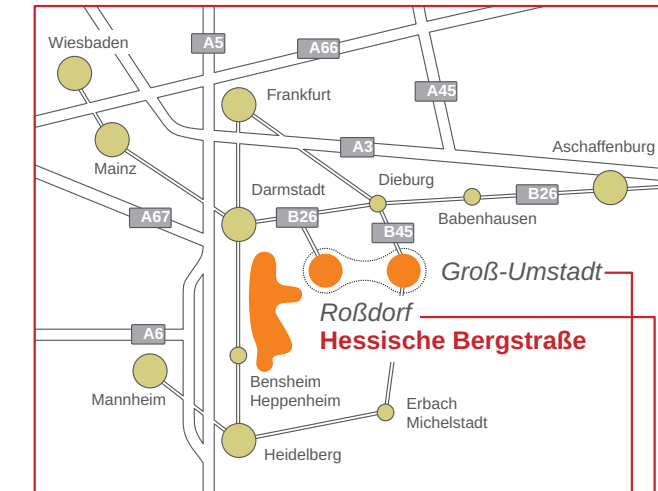 Wiesbaden
A5
A66
A45
Frankfurt
Mainz
A3
Aschaffenburg
Darmstadt
Dieburg
B26
Babenhausen
A67
B26
B45
Groß-Umstadt
Roßdorf
Hessische Bergstraße
A6
Mannheim
Bensheim
Heppenheim
Erbach
Michelstadt
Heidelberg